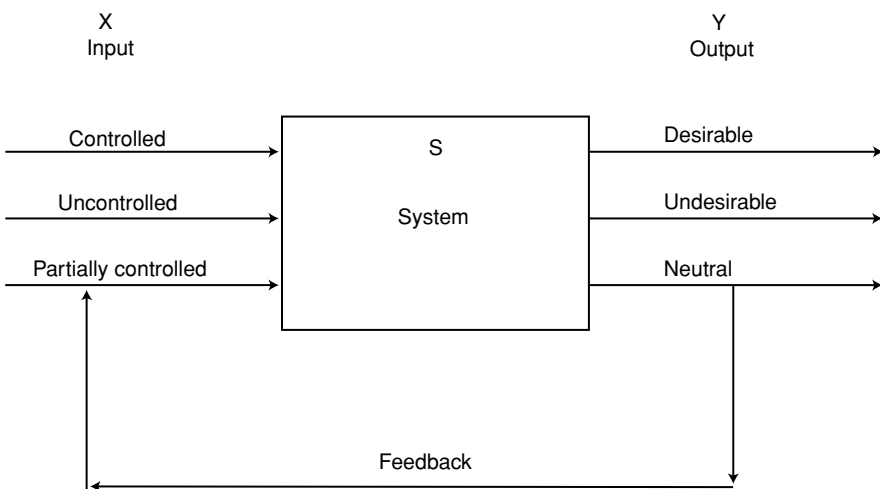 X
Input
Y
Output
Controlled
S
Desirable
Uncontrolled
System
Undesirable
Partially controlled
Neutral
Feedback